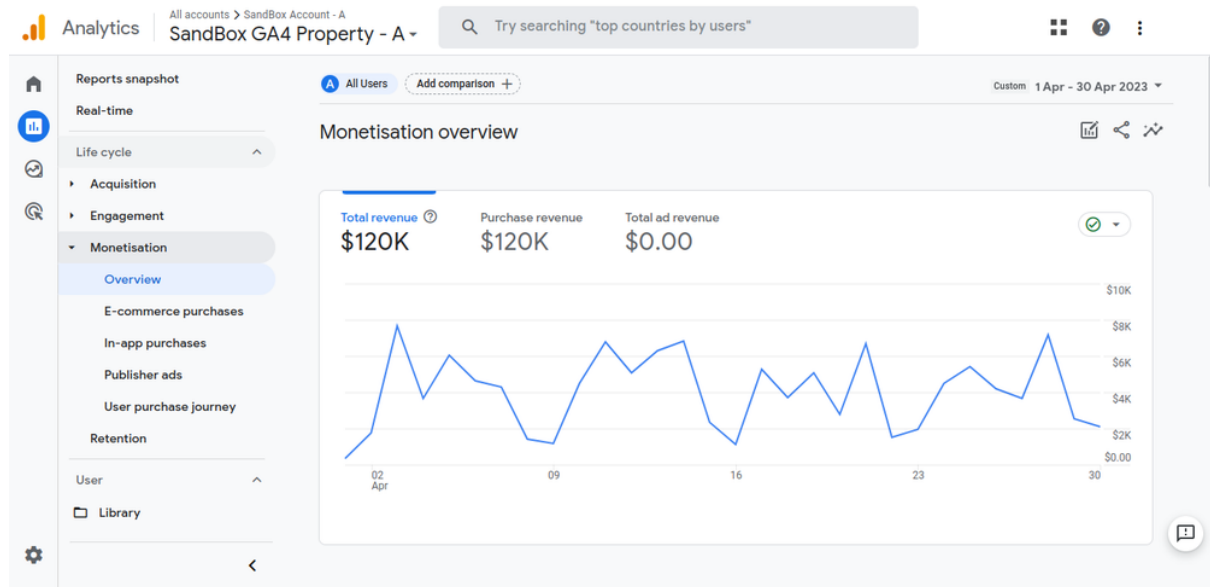 Analytics
All accounts > SandBox Account - A
SandBox GA4 Property - A
Try searching "top countries by users"
Reports snapshot
Real-time
Life cycle
Acquisition
Engagement
Monetisation
Overview
E-commerce purchases
In-app purchases
Publisher ads
User purchase journey
Retention
User
Library
A All Users
Add comparison +
Custom 1 Apr - 30 Apr 2023
Monetisation overview
Total revenue
$120K
Purchase revenue
$120K
Total ad revenue
$0.00
$10K
$8K
$6K
$4K
$2K
$0.00
02 Apr
09
16
23
30